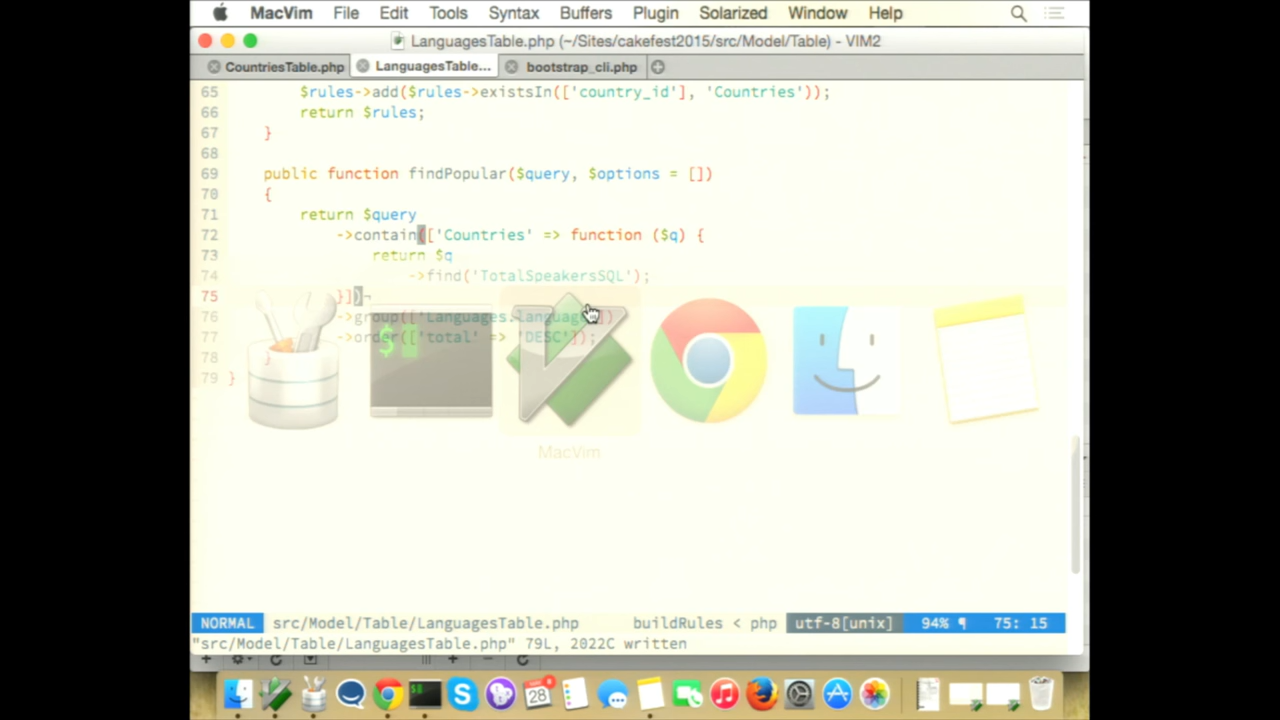 MacVim File Edit Tools Syntax Buffers Plugin Solarized Window Help
LanguagesTable.php (~/Sites/cakefest2015/src/Model/Table) - VIM2
CountriesTable.php LanguagesTable... bootstrap_cli.php
65 $rules->add($rules->existsIn(['country_id'], 'Countries'));
66 return $rules;
67 }
68
69 public function findPopular($query, $options = [])
70 {
71 return $query
72 ->contain(['Countries' => function ($q) {
73 return $q
74 ->find('TotalSpeakersSQL');
75 }])¬
76 ->group(['Languages.language'])
77 ->order(['total' => 'DESC']);
78 }
79 }
$
MacVim
NORMAL src/Model/Table/LanguagesTable.php buildRules < php utf-8[unix] 94% ¶ 75: 15
"src/Model/Table/LanguagesTable.php" 79L, 2022C written
28